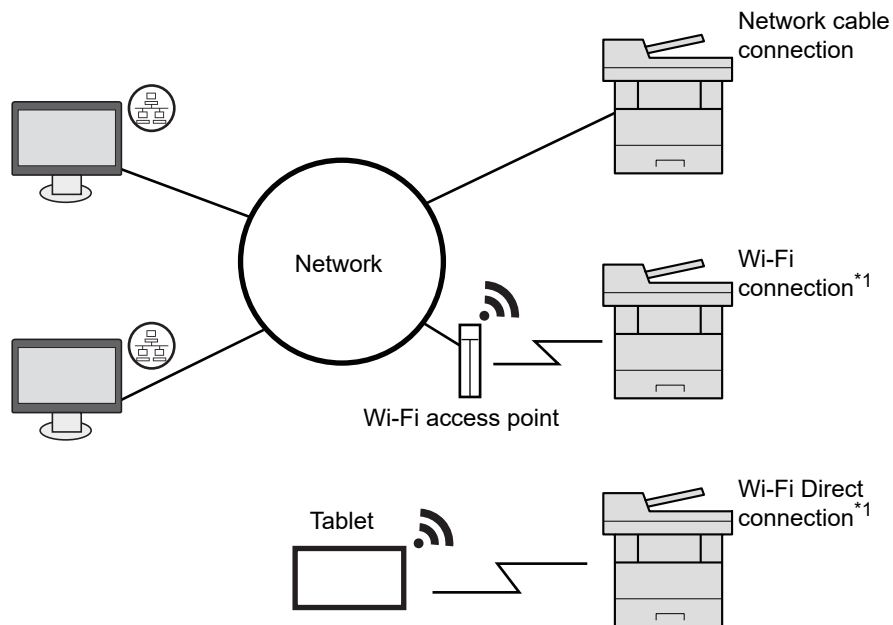 Network cable
connection
Network
Wi-Fi
connection*1
Wi-Fi access point
Wi-Fi Direct
connection*1
Tablet